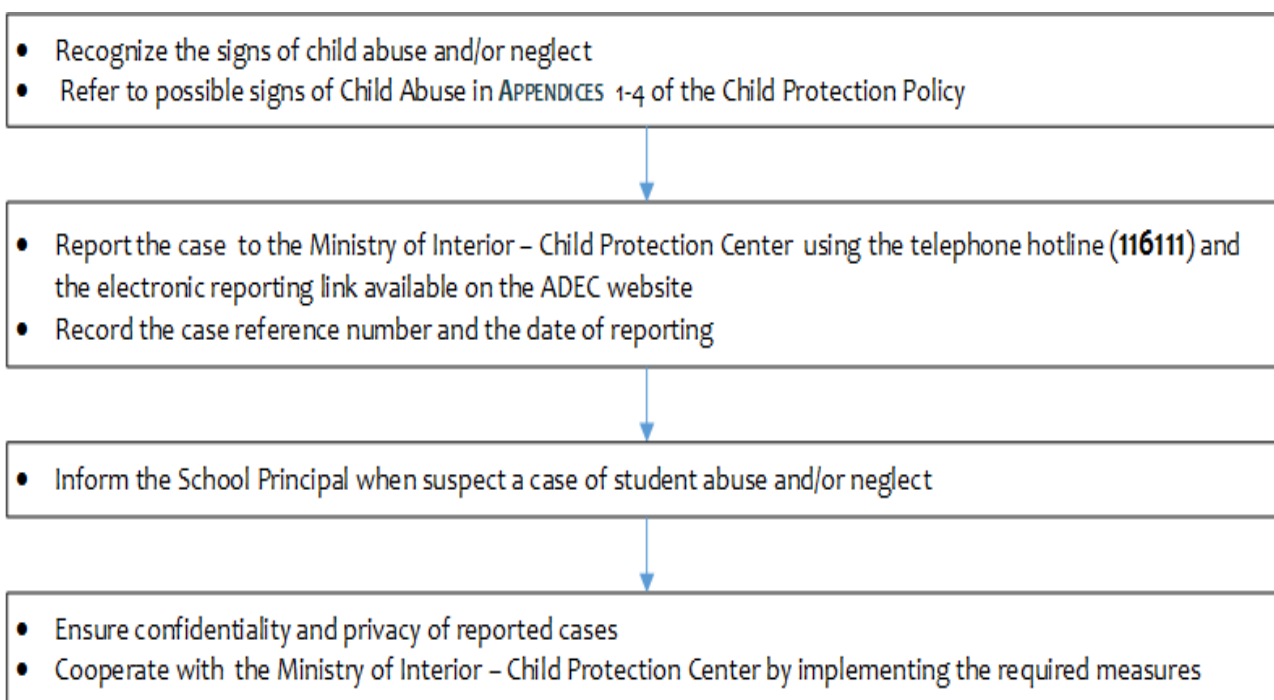 • Recognize the signs of child abuse and/or neglect
• Refer to possible signs of Child Abuse in APPENDICES 1-4 of the Child Protection Policy
• Report the case to the Ministry of Interior – Child Protection Center using the telephone hotline (116111) and
the electronic reporting link available on the ADEC website
• Record the case reference number and the date of reporting
• Inform the School Principal when suspect a case of student abuse and/or neglect
• Ensure confidentiality and privacy of reported cases
• Cooperate with the Ministry of Interior – Child Protection Center by implementing the required measures